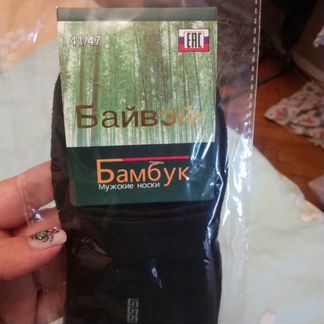 41/47
EAC
Байвэй
Бамбук
Мужские носки